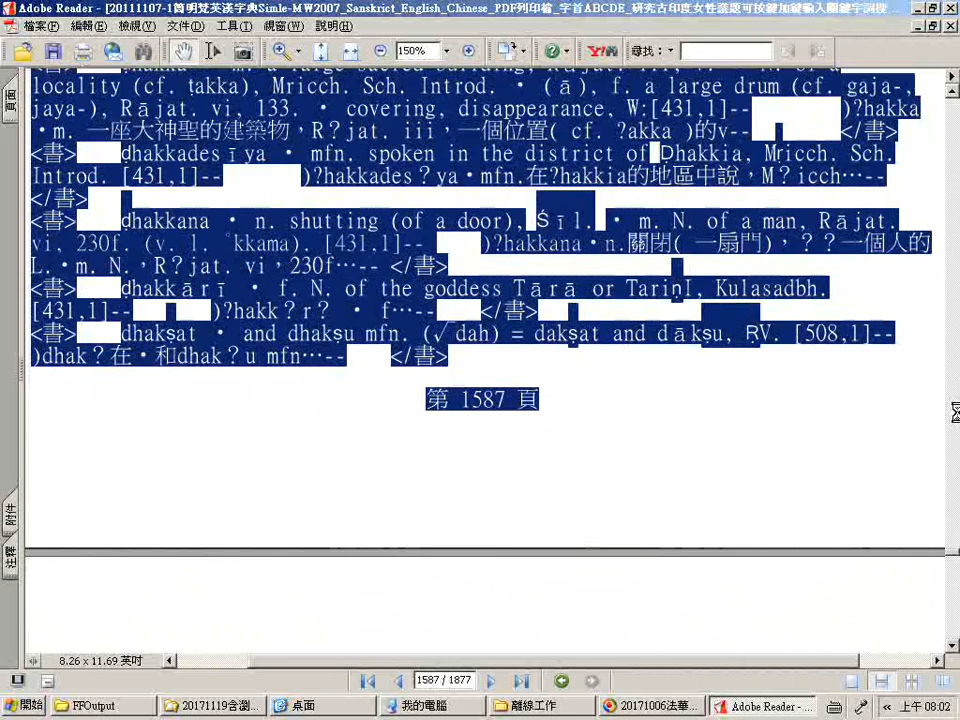 Adobe Reader - [20111107-1簡明梵英漢字典Simle-MW2007_Sanskrict_English_Chinese_PDF列印檔_字首ABCDE_研究古印度女性議題可按鍵加鍵輸入關鍵字詞搜
檔案(F) 編輯(E) 檢視(V) 文件(D) 工具(T) 視窗(W) 說明(H)
150% Y! 尋找：
頁面
locality (cf. ṭakka), Mricch. Sch. Introd. • (ā), f. a large drum (cf. gaja-,
jaya-), Rājat. vi, 133. • covering, disappearance, W:[431,1]-- )?hakka
•m. 一座大神聖的建築物，R?jat. iii，一個位置( cf. ?akka )的v-- </書>
<書> ḍhakkadesīya • mfn. spoken in the district of Ḍhakkia, Mṛicch. Sch.
Introd. [431,1]-- )?hakkades?ya•mfn.在?hakkia的地區中說，M?icch…--
</書>
<書> ḍhakkana • n. shutting (of a door), Śīl. • m. N. of a man, Rājat.
vi, 230f. (v. l. °kkama). [431,1]-- )?hakkana•n.關閉( 一扇門)，??一個人的
L.•m. N.，R?jat. vi，230f…-- </書>
<書> ḍhakkārī • f. N. of the goddess Tārā or TariṇI, Kulasadbh.
[431,1]-- )?hakk?r? • f…-- </書>
<書> dhakṣat • and dhakṣu mfn. (√dah) = dakṣat and dākṣu, ṚV. [508,1]--
)dhak?在•和dhak?u mfn…-- </書>
第 1587 頁
附件
注釋
8.26 x 11.69 英吋
1587 / 1877
開始 FFOutput 20171119含瀏... 桌面 我的電腦 離線工作 20171006法華... Adobe Reader - ... 上午 08:02